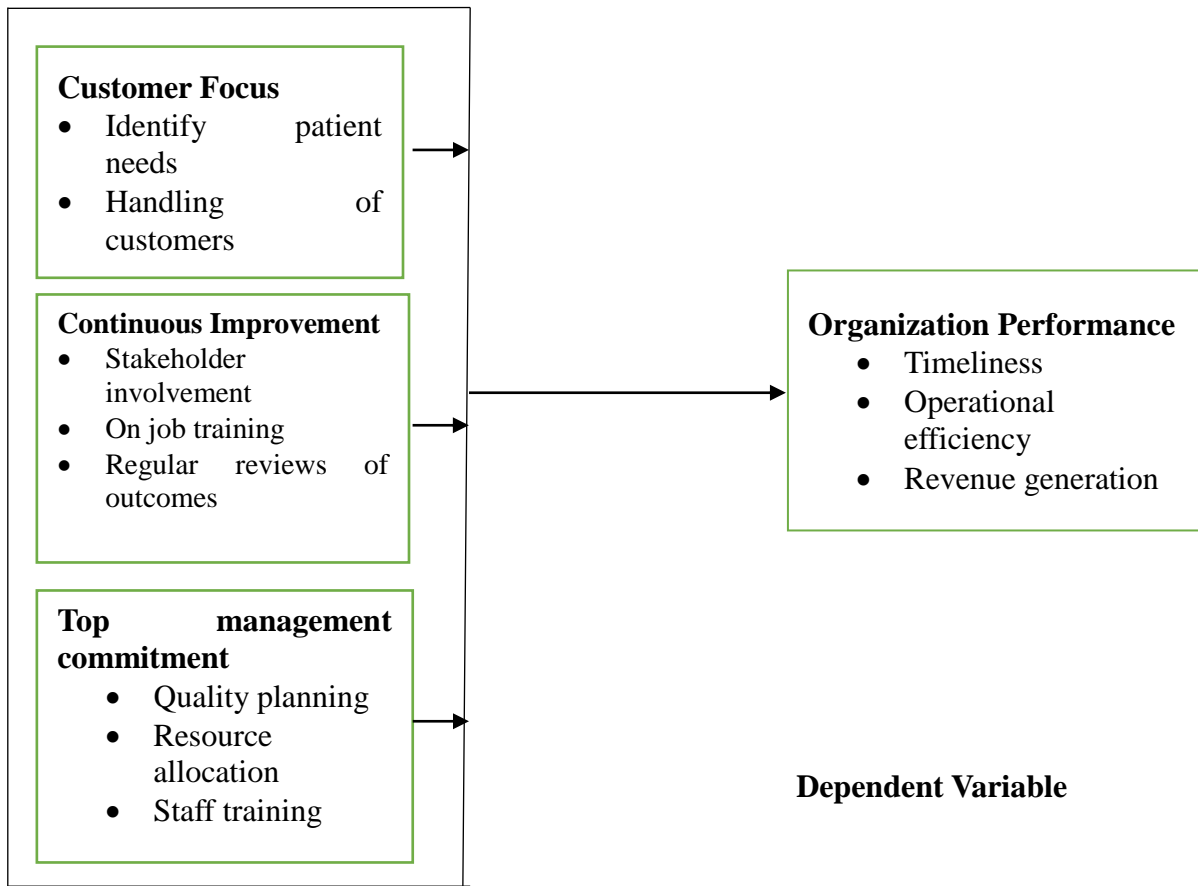 Customer Focus
• Identify patient
needs
• Handling of
customers
Continuous Improvement
• Stakeholder
involvement
• On job training
• Regular reviews of
outcomes
Top management
commitment
• Quality planning
• Resource
allocation
• Staff training
Organization Performance
• Timeliness
• Operational
efficiency
• Revenue generation
Dependent Variable